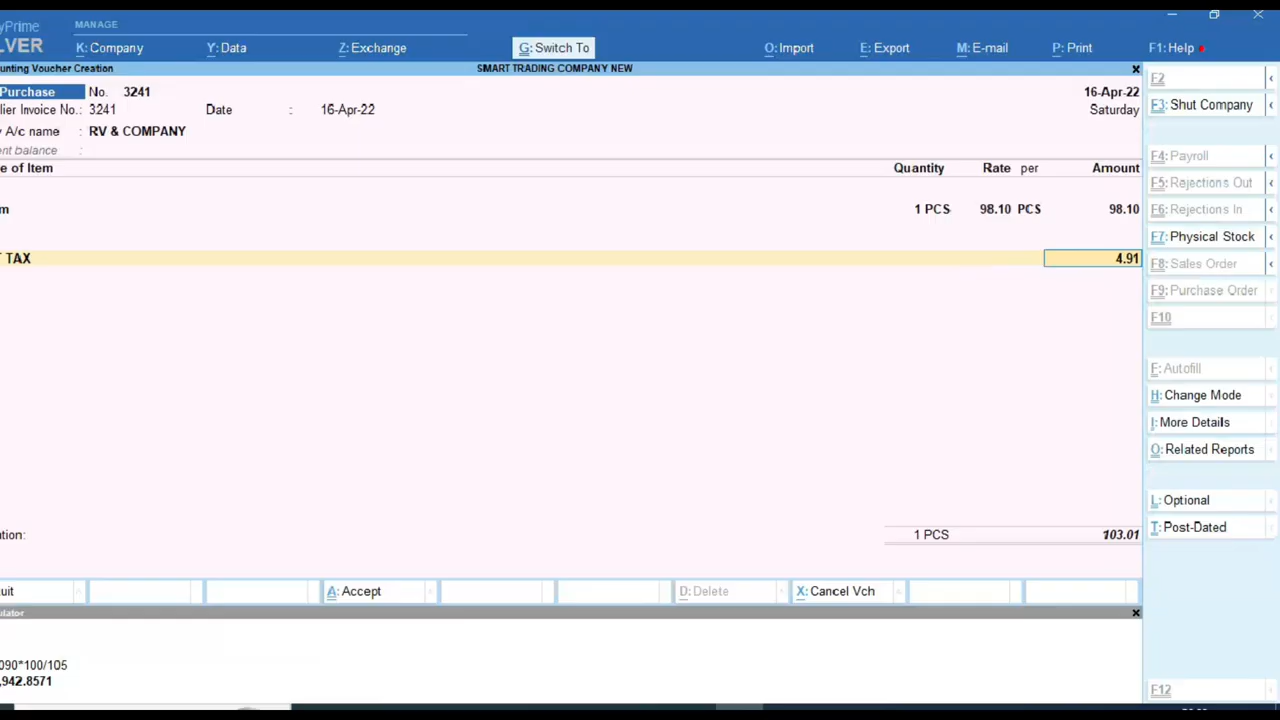 yPrime
MANAGE
LVER
K: Company Y: Data Z: Exchange G: Switch To O: Import E: Export M: E-mail P: Print F1: Help
unting Voucher Creation SMART TRADING COMPANY NEW x
Purchase No. 3241 16-Apr-22
lier Invoice No.: 3241 Date : 16-Apr-22 Saturday
y A/c name : RV & COMPANY
ent balance :
e of Item Quantity Rate per Amount
m 1 PCS 98.10 PCS 98.10
T TAX 4.91
ation: 1 PCS 103.01
uit A: Accept D: Delete X: Cancel Vch
ulator x
090*100/105
,942.8571
F2
F3: Shut Company
F4: Payroll
F5: Rejections Out
F6: Rejections In
F7: Physical Stock
F8: Sales Order
F9: Purchase Order
F10
F: Autofill
H: Change Mode
I: More Details
O: Related Reports
L: Optional
T: Post-Dated
F12